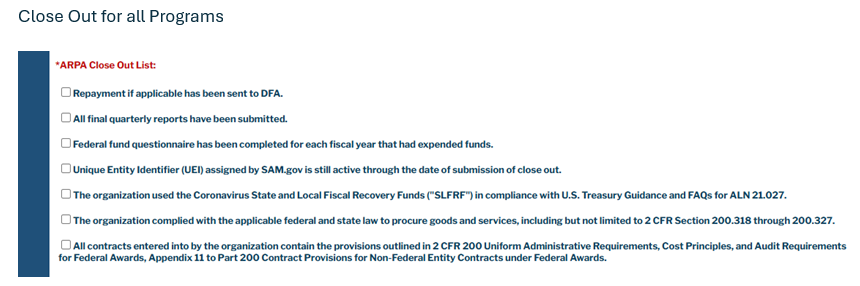 Close Out for all Programs
*ARPA Close Out List:
Repayment if applicable has been sent to DFA.
All final quarterly reports have been submitted.
Federal fund questionnaire has been completed for each fiscal year that had expended funds.
Unique Entity Identifier (UEI) assigned by SAM.gov is still active through the date of submission of close out.
The organization used the Coronavirus State and Local Fiscal Recovery Funds ("SLFRF") in compliance with U.S. Treasury Guidance and FAQs for ALN 21.027.
The organization complied with the applicable federal and state law to procure goods and services, including but not limited to 2 CFR Section 200.318 through 200.327.
All contracts entered into by the organization contain the provisions outlined in 2 CFR 200 Uniform Administrative Requirements, Cost Principles, and Audit Requirements
for Federal Awards, Appendix 11 to Part 200 Contract Provisions for Non-Federal Entity Contracts under Federal Awards.